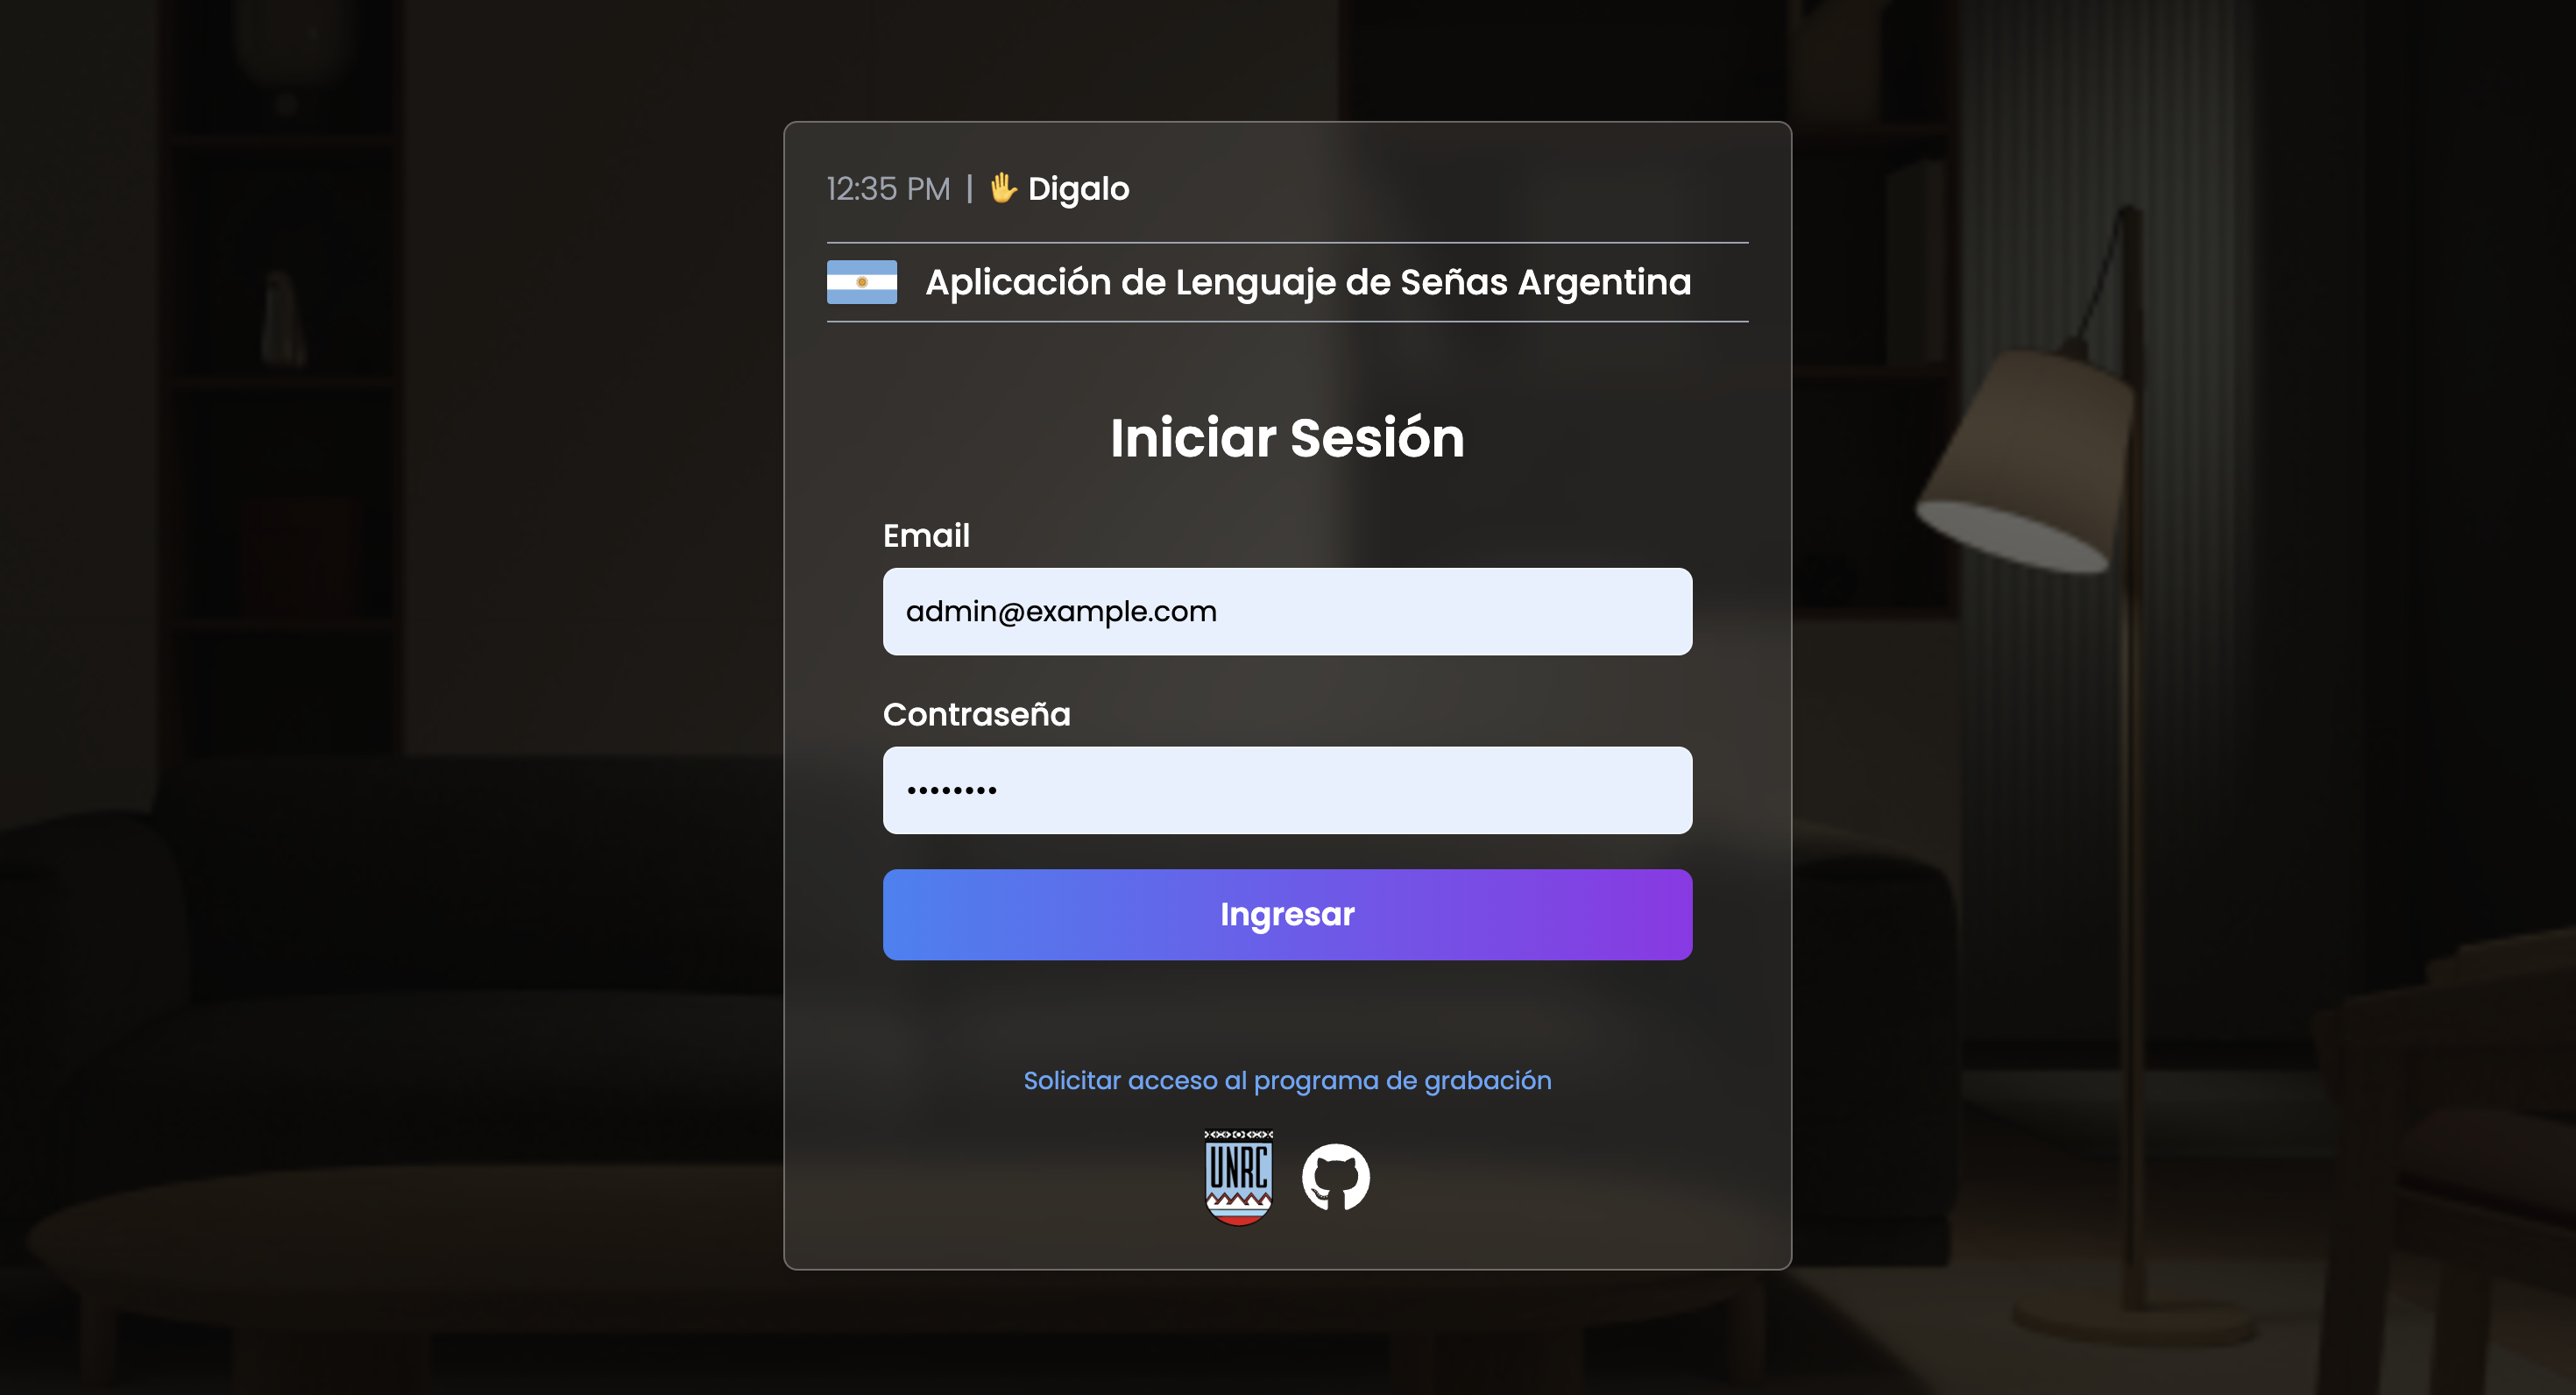 12:35 PM | 🖐 Digalo
Aplicación de Lenguaje de Señas Argentina
Iniciar Sesión
Email
admin@example.com
Contraseña
••••••••
Ingresar
Solicitar acceso al programa de grabación
UNRC